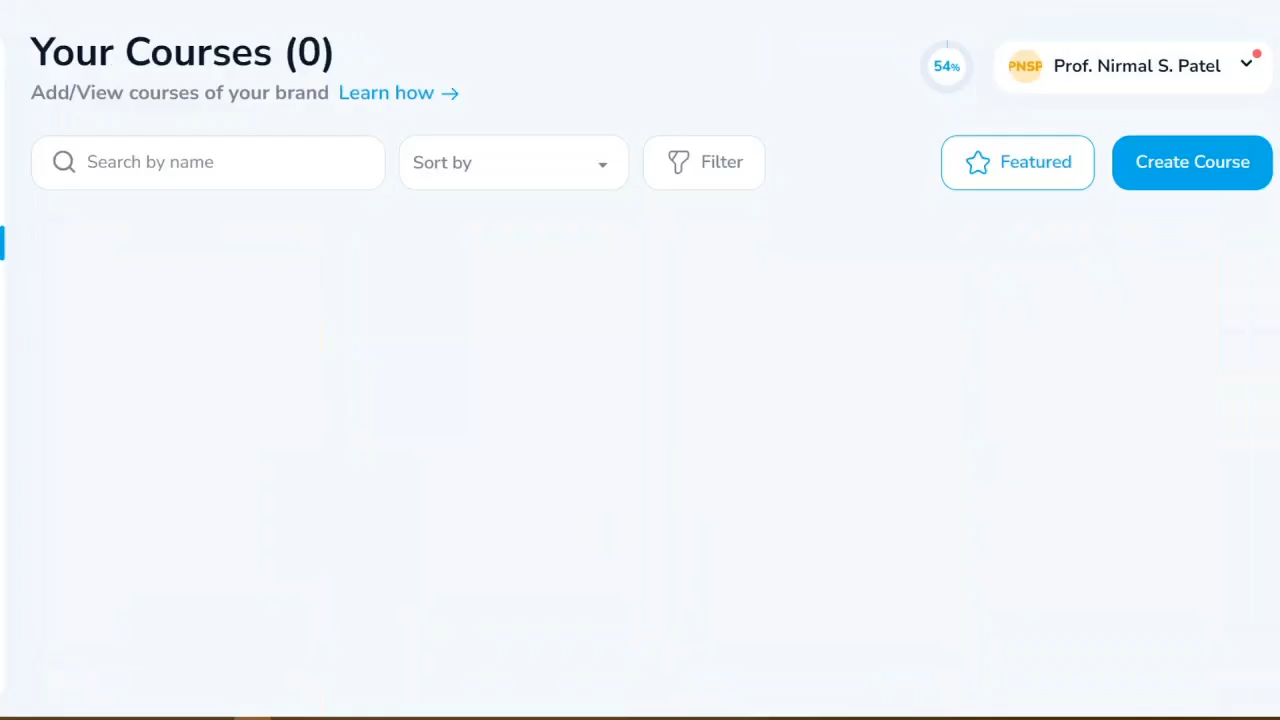 Your Courses (0)
Add/View courses of your brand Learn how →
54%
PNSP Prof. Nirmal S. Patel
Search by name
Sort by
Filter
Featured
Create Course